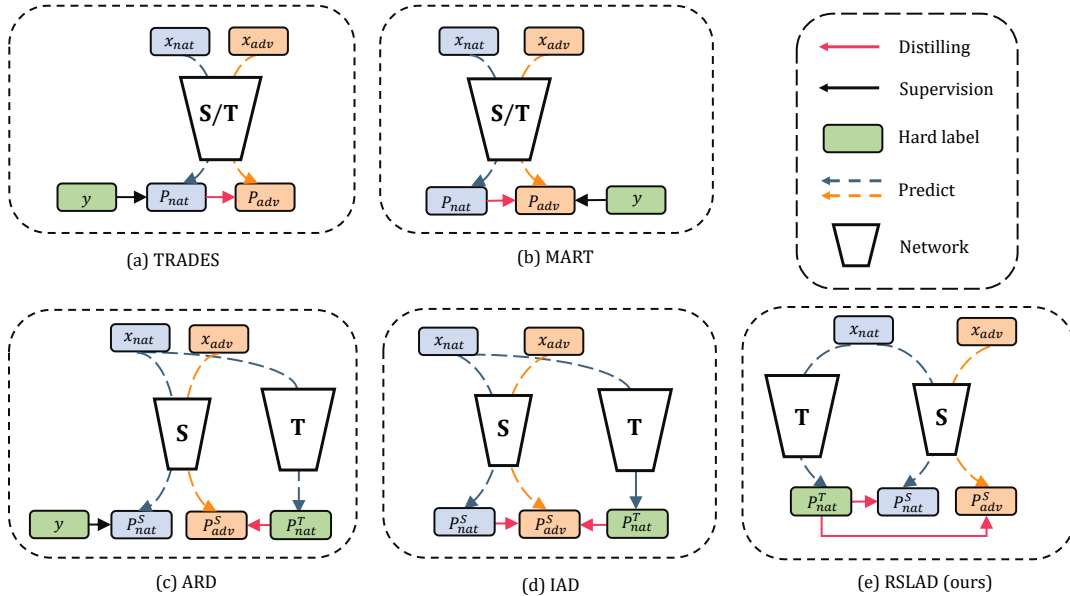 x_nat x_adv
S/T
y P_nat P_adv
(a) TRADES
x_nat x_adv
S/T
P_nat P_adv y
(b) MART
Distilling
Supervision
Hard label
Predict
Network
x_nat x_adv
S T
y P^S_nat P^S_adv P^T_nat
(c) ARD
x_nat x_adv
S T
P^S_nat P^S_adv P^T_nat
(d) IAD
x_nat x_adv
T S
P^T_nat P^S_nat P^S_adv
(e) RSLAD (ours)